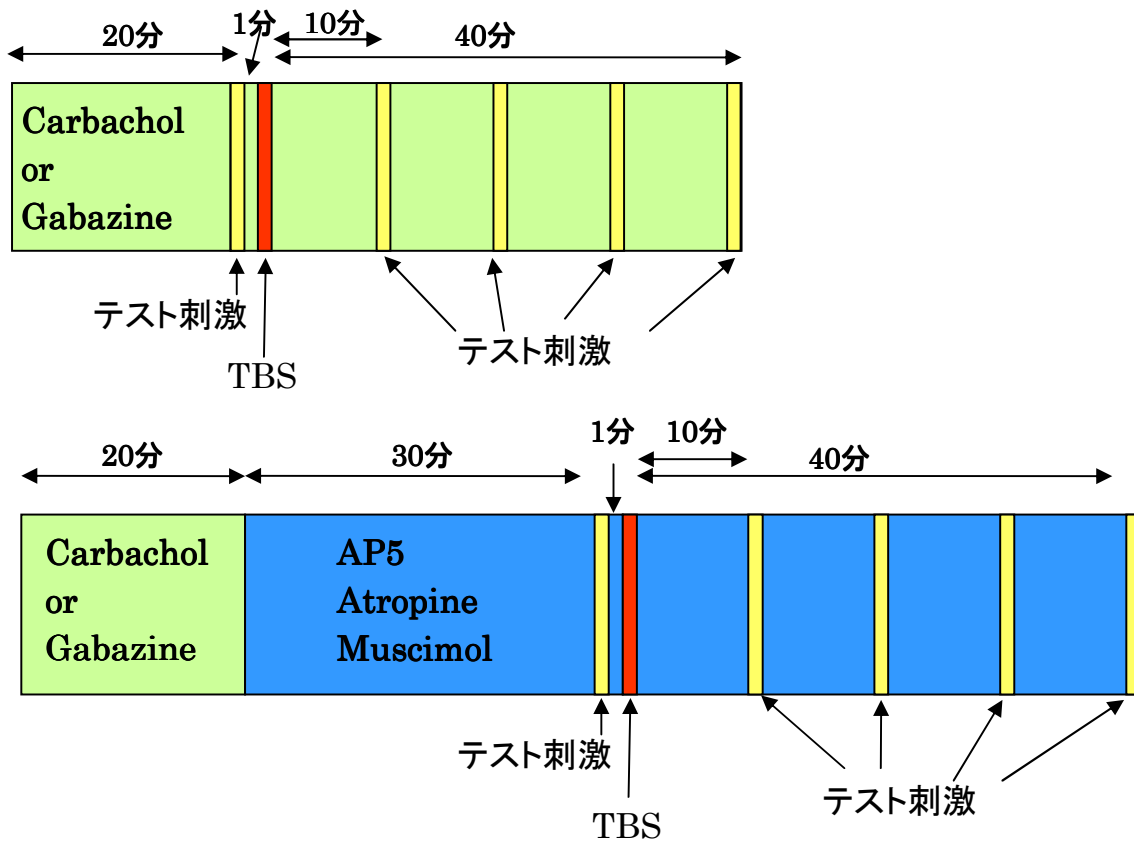 20分
1分
10分
40分
Carbachol
or
Gabazine
テスト刺激
TBS
テスト刺激
20分
30分
1分
10分
40分
Carbachol
or
Gabazine
AP5
Atropine
Muscimol
テスト刺激
TBS
テスト刺激